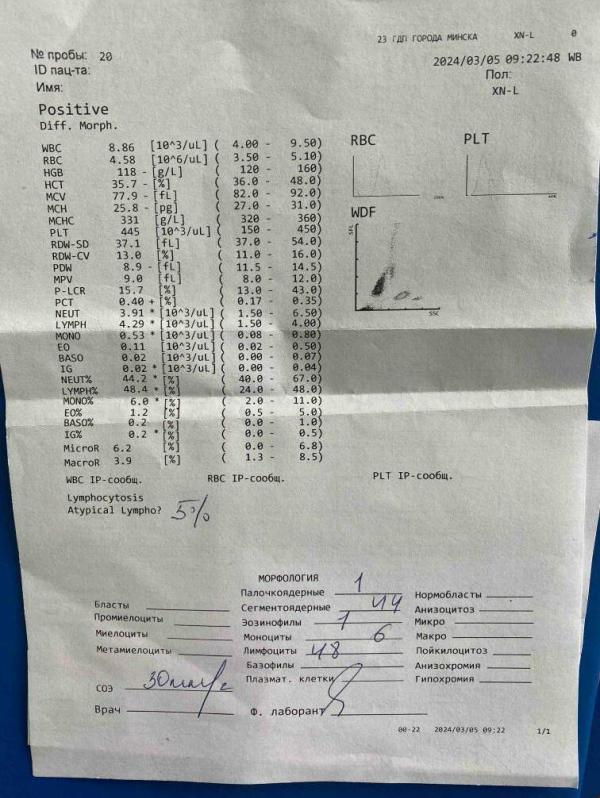 23 ГДП ГОРОДА МИНСКА XN-L 0
№ пробы: 20 2024/03/05 09:22:48 WB
ID пац-та: Пол:
Имя: XN-L
Positive
Diff. Morph.
WBC 8.86 [10^3/uL] ( 4.00 - 9.50)
RBC 4.58 [10^6/uL] ( 3.50 - 5.10)
HGB 118 - [g/L] ( 120 - 160)
HCT 35.7 - [%] ( 36.0 - 48.0)
MCV 77.9 - [fL] ( 82.0 - 92.0)
MCH 25.8 - [pg] ( 27.0 - 31.0)
MCHC 331 [g/L] ( 320 - 360)
PLT 445 [10^3/uL] ( 150 - 450)
RDW-SD 37.1 [fL] ( 37.0 - 54.0)
RDW-CV 13.0 [%] ( 11.0 - 16.0)
PDW 8.9 - [fL] ( 11.5 - 14.5)
MPV 9.0 [fL] ( 8.0 - 12.0)
P-LCR 15.7 [%] ( 13.0 - 43.0)
PCT 0.40 + [%] ( 0.17 - 0.35)
NEUT 3.91 * [10^3/uL] ( 1.50 - 6.50)
LYMPH 4.29 * [10^3/uL] ( 1.50 - 4.00)
MONO 0.53 * [10^3/uL] ( 0.08 - 0.80)
EO 0.11 [10^3/uL] ( 0.02 - 0.50)
BASO 0.02 [10^3/uL] ( 0.00 - 0.07)
IG 0.02 * [10^3/uL] ( 0.00 - 0.04)
NEUT% 44.2 * [%] ( 40.0 - 67.0)
LYMPH% 48.4 * [%] ( 24.0 - 48.0)
MONO% 6.0 * [%] ( 2.0 - 11.0)
EO% 1.2 [%] ( 0.5 - 5.0)
BASO% 0.2 [%] ( 0.0 - 1.0)
IG% 0.2 * [%] ( 0.0 - 0.5)
MicroR 6.2 [%] ( 0.0 - 6.8)
MacroR 3.9 [%] ( 1.3 - 8.5)
RBC PLT
WDF
SSC
WBC IP-сообщ. RBC IP-сообщ. PLT IP-сообщ.
Lymphocytosis
Atypical Lympho? 5%
МОРФОЛОГИЯ
Палочкоядерные 1 Нормобласты
Бласты Сегментоядерные 44 Анизоцитоз
Промиелоциты Эозинофилы 1 Микро
Миелоциты Моноциты 6 Макро
Метамиелоциты Лимфоциты 48 Пойкилоцитоз
Базофилы Анизохромия
СОЭ 30 мм/ч Плазмат. клетки Гипохромия
Врач Ф. лаборант
00-22 2024/03/05 09:22 1/1